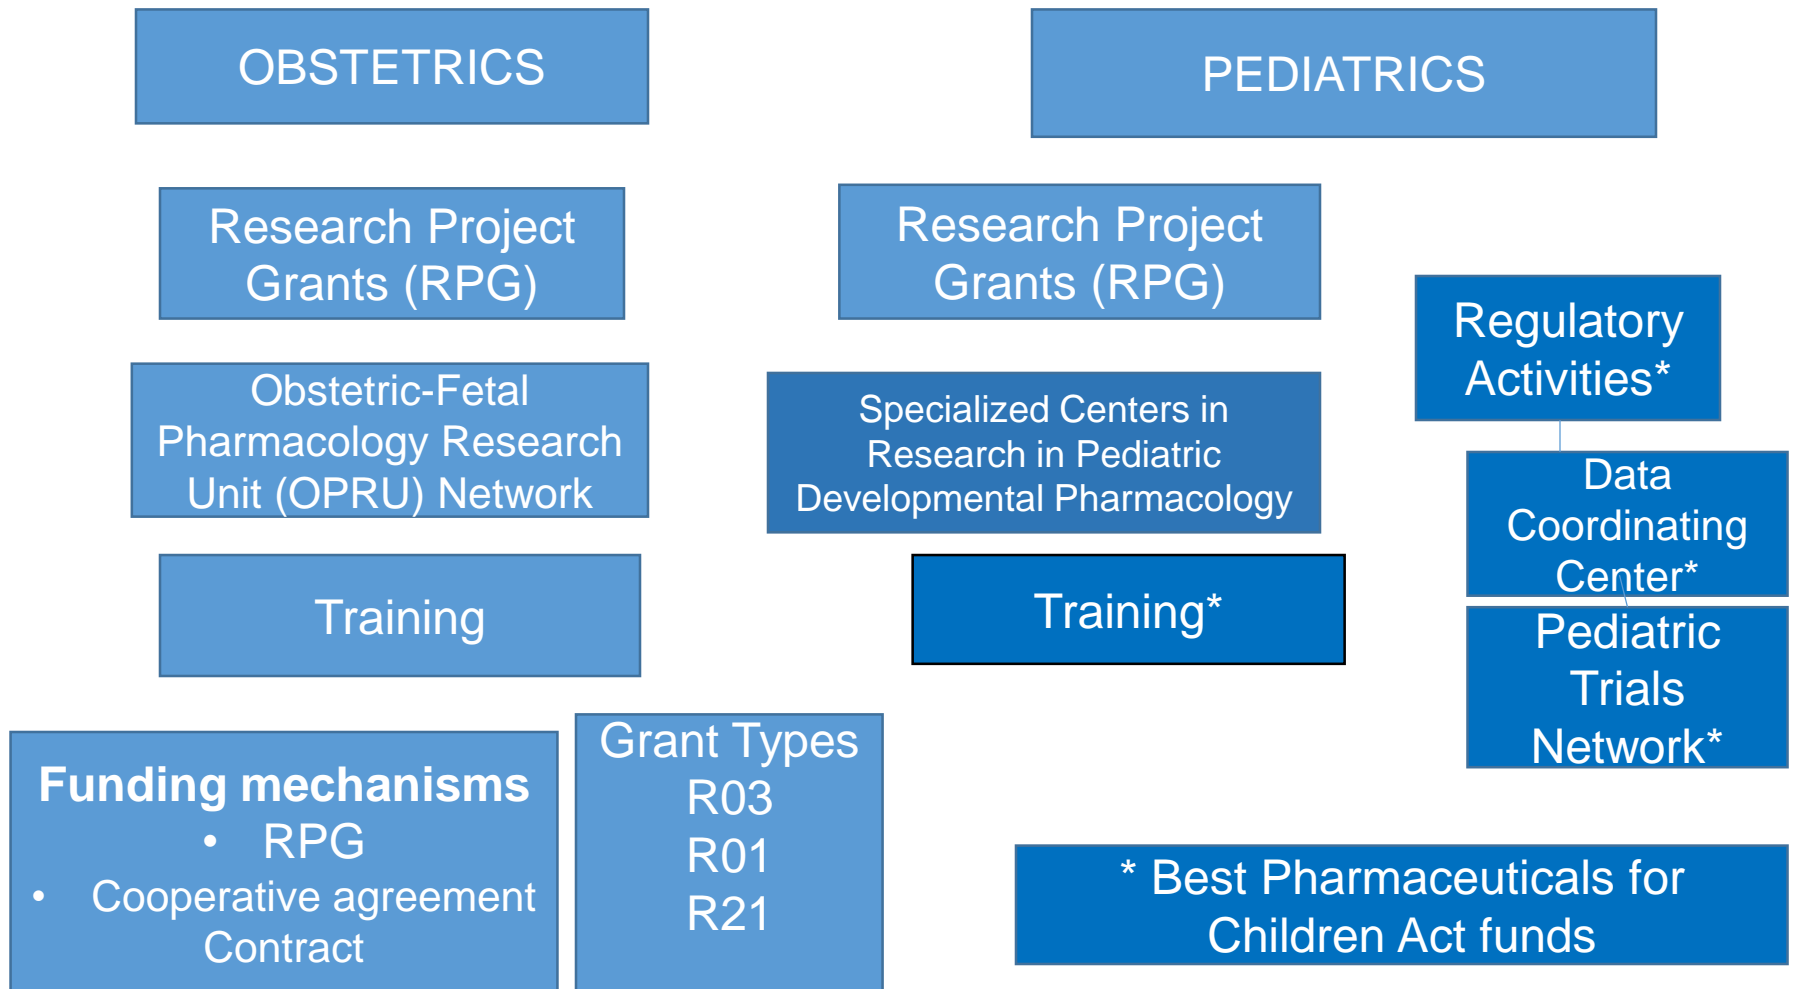 OBSTETRICS
PEDIATRICS
Research Project
Grants (RPG)
Research Project
Grants (RPG)
Regulatory
Activities*
Obstetric-Fetal
Pharmacology Research
Unit (OPRU) Network
Specialized Centers in
Research in Pediatric
Developmental Pharmacology
Data
Coordinating
Center*
Training
Training*
Pediatric
Trials
Network*
Funding mechanisms
• RPG
• Cooperative agreement
Contract
Grant Types
R03
R01
R21
* Best Pharmaceuticals for
Children Act funds